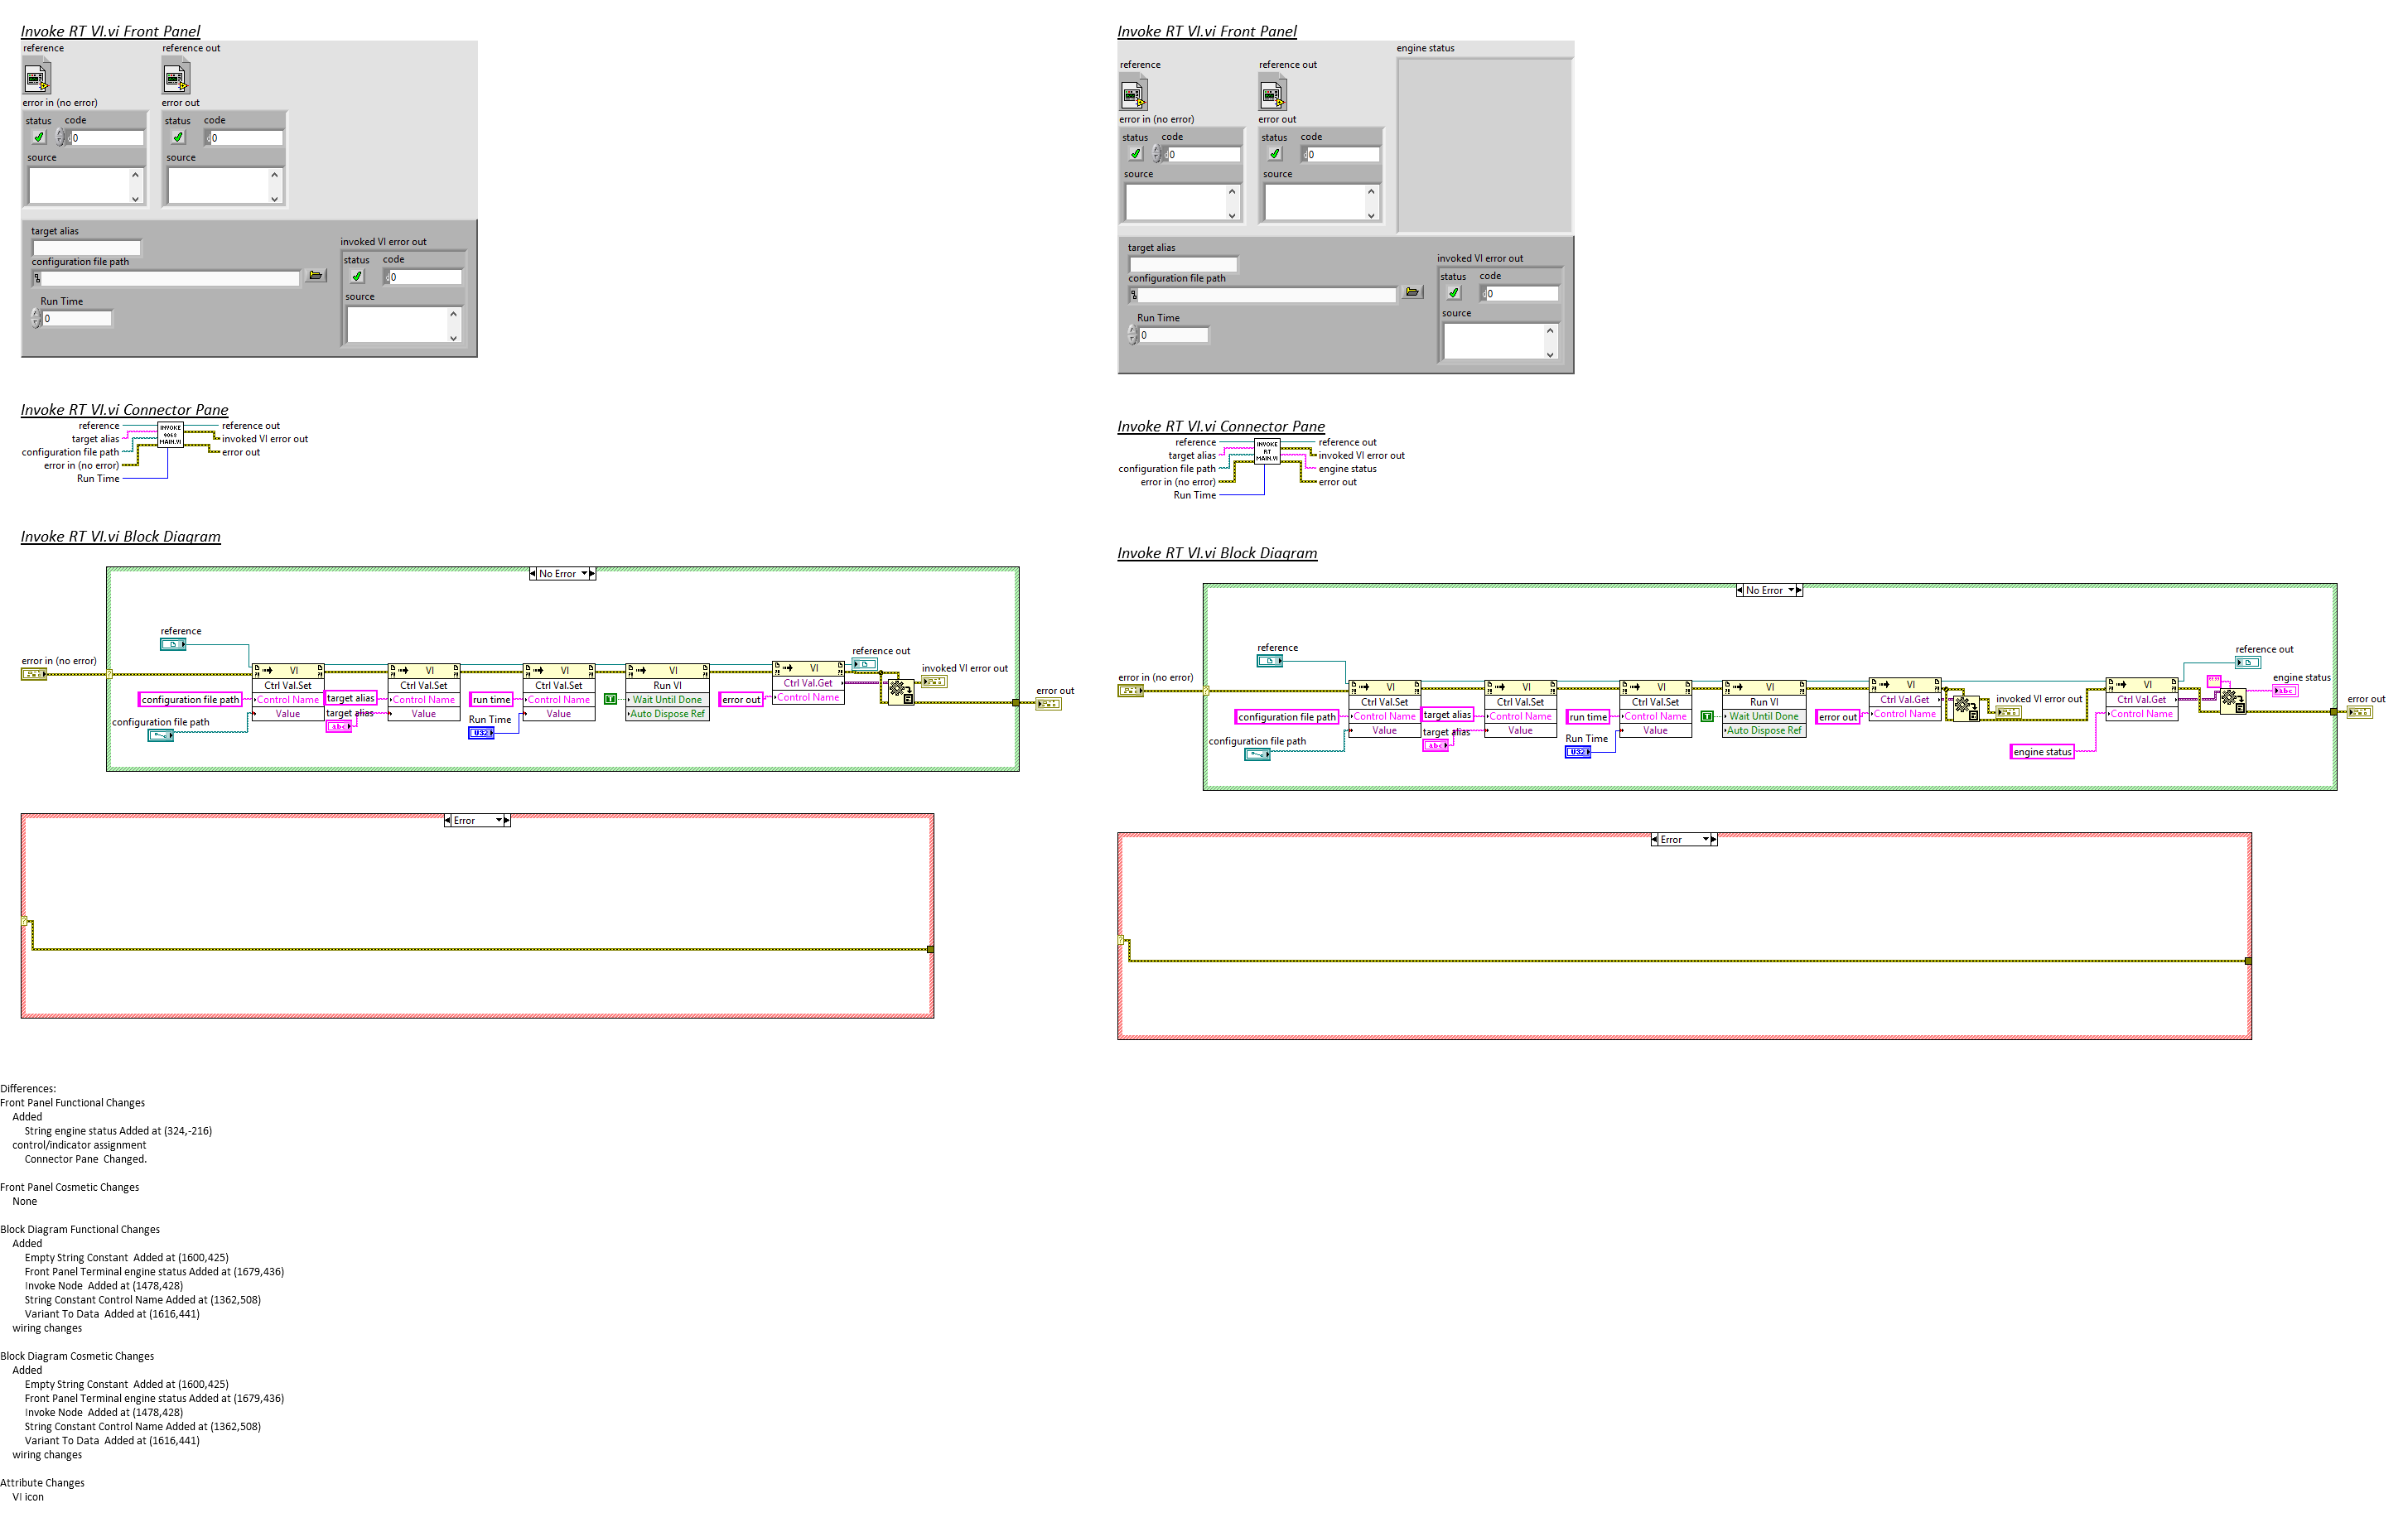 Invoke RT VI.vi Front Panel
reference
reference out
error in (no error)
error out
status
code
status
code
0
0
source
source
target alias
configuration file path
Run Time
0
invoked VI error out
status
code
0
source
Invoke RT VI.vi Connector Pane
reference
target alias
configuration file path
error in (no error)
Run Time
INVOKE
9068
MAIN.VI
reference out
invoked VI error out
error out
Invoke RT VI.vi Block Diagram
No Error
error in (no error)
reference
configuration file path
configuration file path
VI
Ctrl Val.Set
Control Name
Value
target alias
target alias
abc
VI
Ctrl Val.Set
Control Name
Value
run time
Run Time
U32
VI
Ctrl Val.Set
Control Name
Value
T
VI
Run VI
Wait Until Done
Auto Dispose Ref
error out
VI
Ctrl Val.Get
Control Name
reference out
invoked VI error out
error out
Error
Invoke RT VI.vi Front Panel
engine status
reference
reference out
error in (no error)
error out
status
code
status
code
0
0
source
source
target alias
configuration file path
Run Time
0
invoked VI error out
status
code
0
source
Invoke RT VI.vi Connector Pane
reference
target alias
configuration file path
error in (no error)
Run Time
INVOKE
RT
MAIN.VI
reference out
invoked VI error out
engine status
error out
Invoke RT VI.vi Block Diagram
No Error
error in (no error)
reference
configuration file path
configuration file path
VI
Ctrl Val.Set
Control Name
Value
target alias
target alias
abc
VI
Ctrl Val.Set
Control Name
Value
run time
Run Time
U32
VI
Ctrl Val.Set
Control Name
Value
T
VI
Run VI
Wait Until Done
Auto Dispose Ref
error out
VI
Ctrl Val.Get
Control Name
invoked VI error out
engine status
VI
Ctrl Val.Get
Control Name
reference out
engine status
abc
error out
Error
Differences:
Front Panel Functional Changes
Added
String engine status Added at (324,-216)
control/indicator assignment
Connector Pane  Changed.
Front Panel Cosmetic Changes
None
Block Diagram Functional Changes
Added
Empty String Constant  Added at (1600,425)
Front Panel Terminal engine status Added at (1679,436)
Invoke Node  Added at (1478,428)
String Constant Control Name Added at (1362,508)
Variant To Data  Added at (1616,441)
wiring changes
Block Diagram Cosmetic Changes
Added
Empty String Constant  Added at (1600,425)
Front Panel Terminal engine status Added at (1679,436)
Invoke Node  Added at (1478,428)
String Constant Control Name Added at (1362,508)
Variant To Data  Added at (1616,441)
wiring changes
Attribute Changes
VI icon